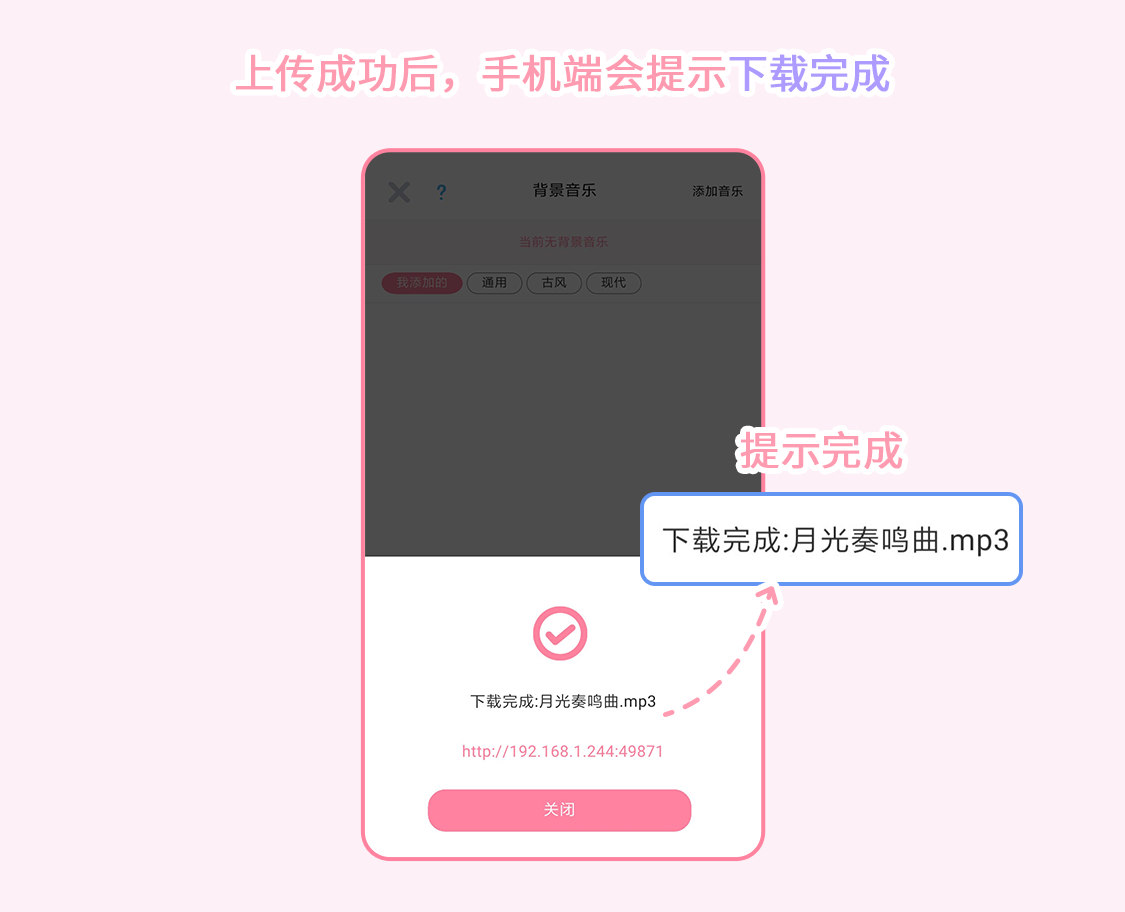 上传成功后，手机端会提示下载完成
? 背景音乐 添加音乐
当前无背景音乐
我添加的 通用 古风 现代
提示完成
下载完成:月光奏鸣曲.mp3
下载完成:月光奏鸣曲.mp3
http://192.168.1.244:49871
关闭